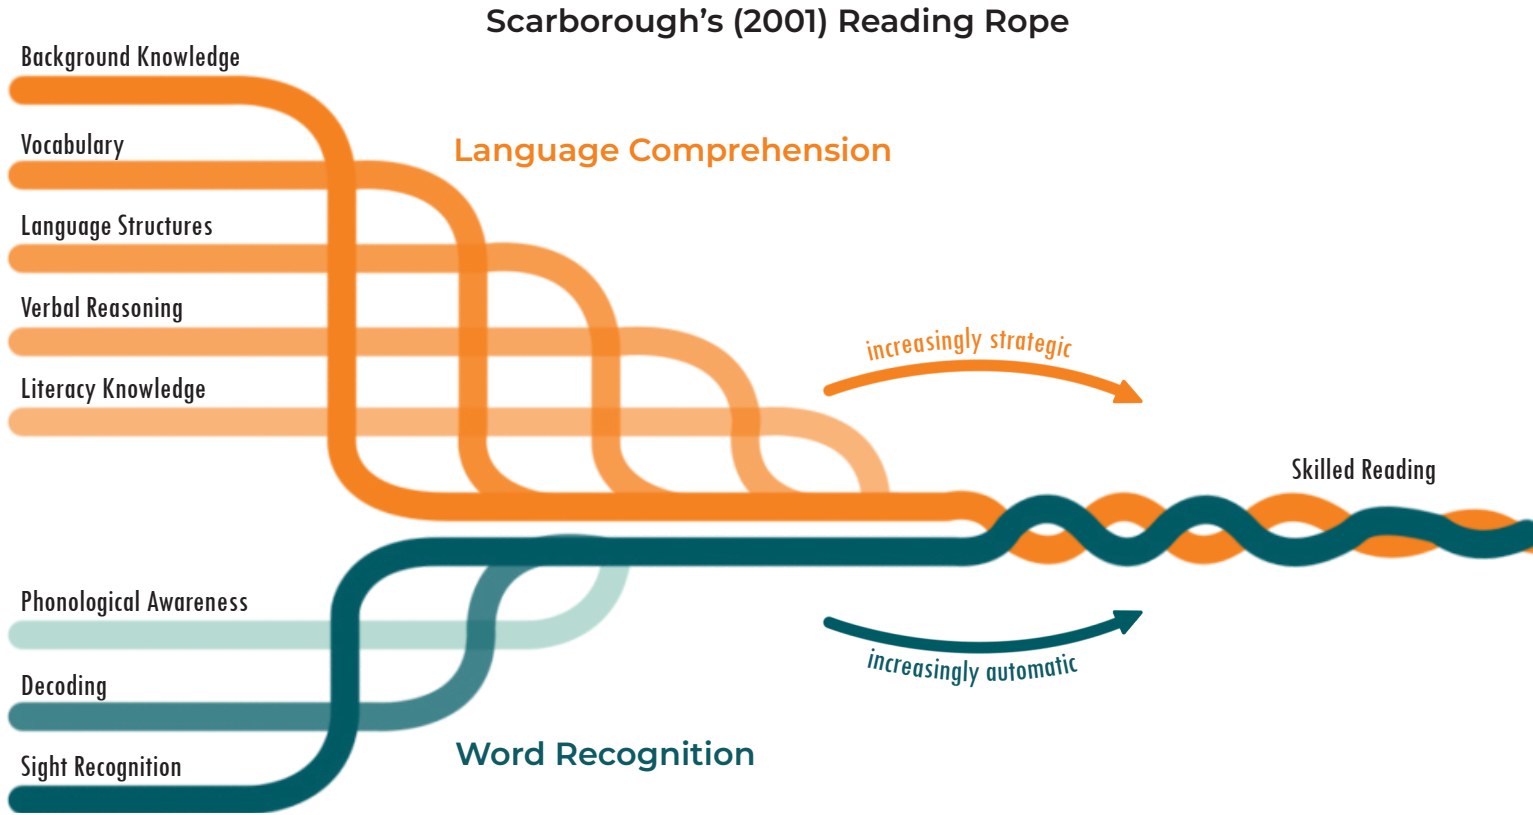 Scarborough’s (2001) Reading Rope
Background Knowledge
Vocabulary
Language Comprehension
Language Structures
Verbal Reasoning
Literacy Knowledge
increasingly strategic
Skilled Reading
Phonological Awareness
increasingly automatic
Decoding
Word Recognition
Sight Recognition